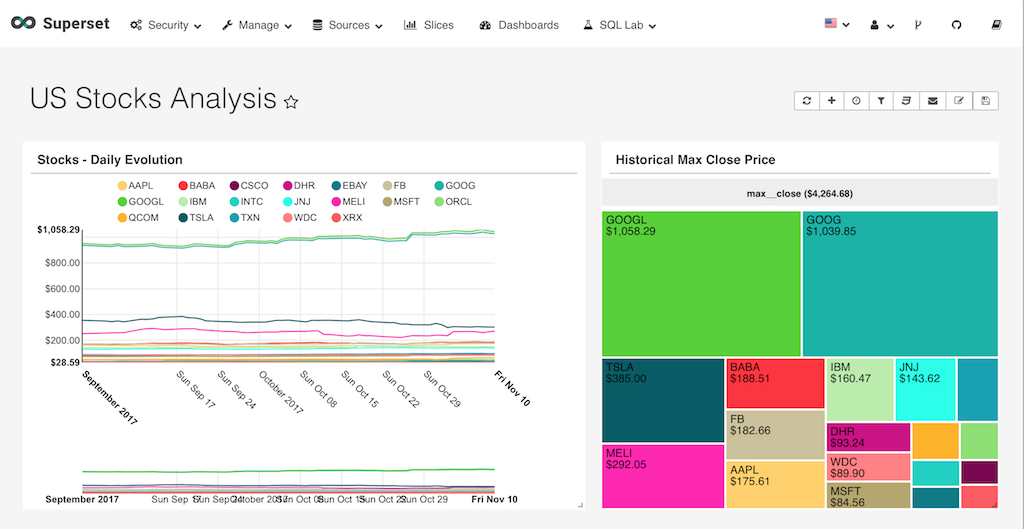 Superset Security Manage Sources Slices Dashboards SQL Lab
US Stocks Analysis
Stocks - Daily Evolution
AAPL BABA CSCO DHR EBAY FB GOOG
GOOGL IBM INTC JNJ MELI MSFT ORCL
QCOM TSLA TXN WDC XRX
$1,058.29
$800.00
$600.00
$400.00
$200.00
$28.59
September 2017 Sun Sep 17 Sun Sep 24 October 2017 Sun Oct 08 Sun Oct 15 Sun Oct 22 Sun Oct 29 Fri Nov 10
September 2017 Sun Sep 17 Sun Sep 24 October 2017 Sun Oct 08 Sun Oct 15 Sun Oct 22 Sun Oct 29 Fri Nov 10
Historical Max Close Price
max__close ($4,264.68)
GOOGL
$1,058.29
GOOG
$1,039.85
TSLA
$385.00
MELI
$292.05
BABA
$188.51
FB
$182.66
AAPL
$175.61
IBM
$160.47
JNJ
$143.62
DHR
$93.24
WDC
$89.90
MSFT
$84.56